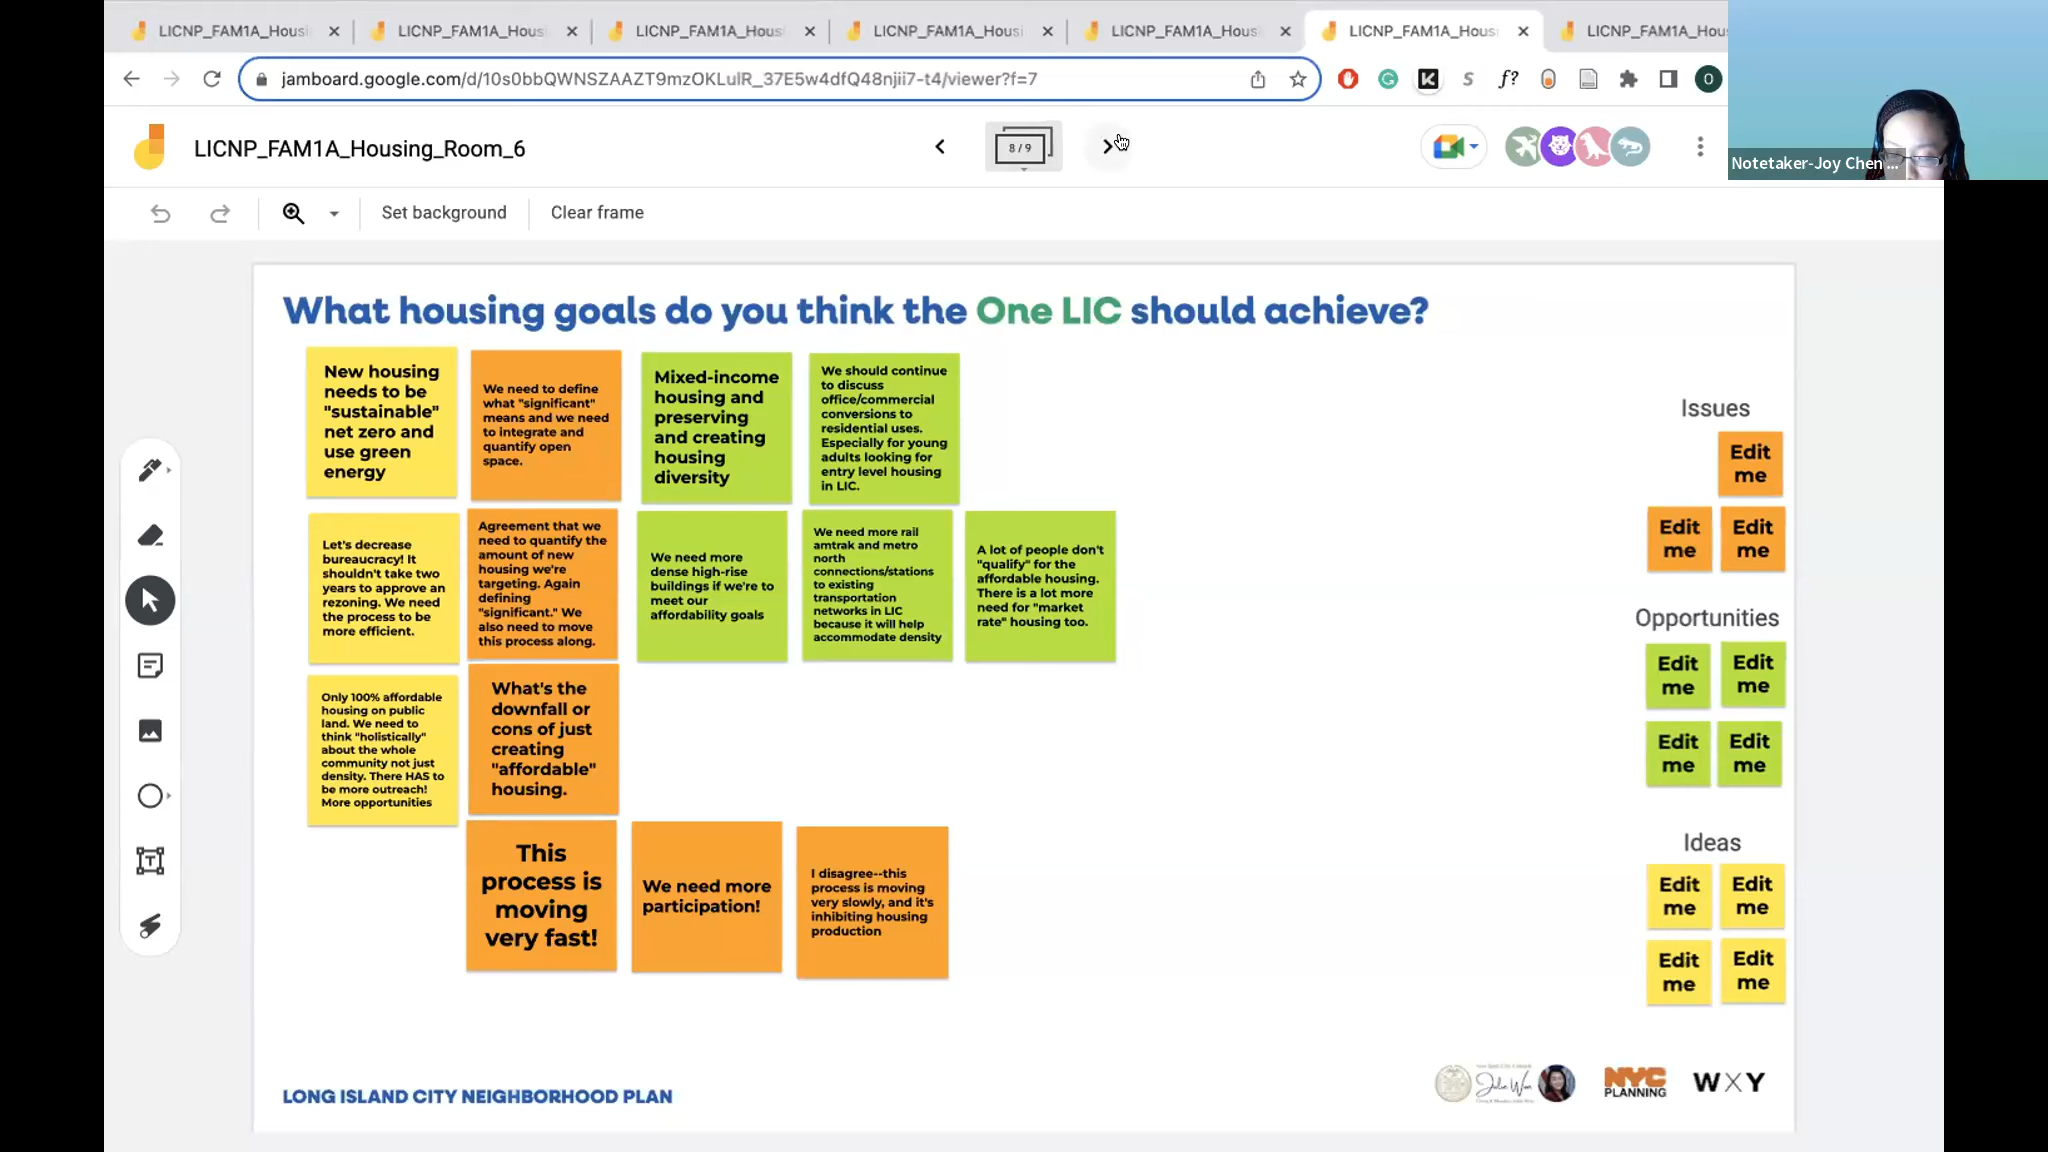 LICNP_FAM1A_Housi
LICNP_FAM1A_Hous
LICNP_FAM1A_Hous
LICNP_FAM1A_Housi
LICNP_FAM1A_Hous
LICNP_FAM1A_Hous
LICNP_FAM1A_Hous
jamboard.google.com/d/10s0bbQWNSZAAZT9mzOKLulR_37E5w4dfQ48njii7-t4/viewer?f=7
O
LICNP_FAM1A_Housing_Room_6
8/9
Notetaker-Joy Chen ...
Set background
Clear frame
What housing goals do you think the One LIC should achieve?
New housing
needs to be
"sustainable"
net zero and
use green
energy
We need to define
what "significant"
means and we need
to integrate and
quantify open
space.
Mixed-income
housing and
preserving
and creating
housing
diversity
We should continue
to discuss
office/commercial
conversions to
residential uses.
Especially for young
adults looking for
entry level housing
in LIC.
Let's decrease
bureaucracy! It
shouldn't take two
years to approve an
rezoning. We need
the process to be
more efficient.
Agreement that we
need to quantify the
amount of new
housing we're
targeting. Again
defining
"significant." We
also need to move
this process along.
We need more
dense high-rise
buildings if we're to
meet our
affordability goals
We need more rail
amtrak and metro
north
connections/stations
to existing
transportation
networks in LIC
because it will help
accommodate density
A lot of people don't
"qualify" for the
affordable housing.
There is a lot more
need for "market
rate" housing too.
Only 100% affordable
housing on public
land. We need to
think "holistically"
about the whole
community not just
density. There HAS to
be more outreach!
More opportunities
What's the
downfall or
cons of just
creating
"affordable"
housing.
This
process is
moving
very fast!
We need more
participation!
I disagree--this
process is moving
very slowly, and it's
inhibiting housing
production
Issues
Edit
me
Edit
me
Edit
me
Opportunities
Edit
me
Edit
me
Edit
me
Edit
me
Ideas
Edit
me
Edit
me
Edit
me
Edit
me
LONG ISLAND CITY NEIGHBORHOOD PLAN
Julie Won
NYC
PLANNING
WXY